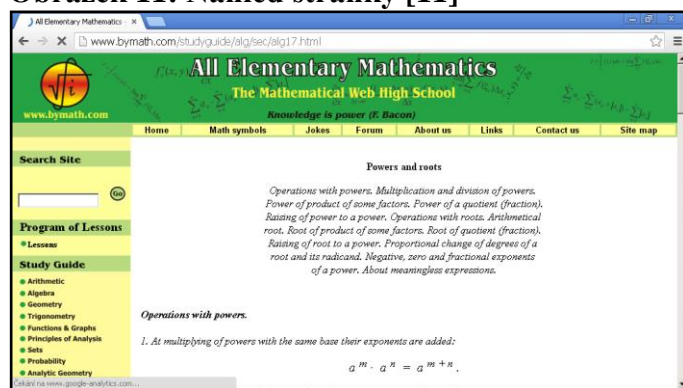 Obrázek 11: Náhled stránky [11]
All Elementary Mathematics -
www.bymath.com/studyguide/alg/sec/alg17.html
All Elementary Mathematics
The Mathematical Web High School
www.bymath.com
Knowledge is power (F. Bacon)
Home Math symbols Jokes Forum About us Links Contact us Site map
Search Site
Go
Powers and roots
Operations with powers. Multiplication and division of powers.
Power of product of some factors. Power of a quotient (fraction).
Raising of power to a power. Operations with roots. Arithmetical
root. Root of product of some factors. Root of quotient (fraction).
Raising of root to a power. Proportional change of degrees of a
root and its radicand. Negative, zero and fractional exponents
of a power. About meaningless expressions.
Program of Lessons
Lessons
Study Guide
Arithmetic
Algebra
Geometry
Trigonometry
Functions & Graphs
Principles of Analysis
Sets
Probability
Analytic Geometry
Operations with powers.
1. At multiplying of powers with the same base their exponents are added:
a^m · a^n = a^(m + n) .
Čekání na www.google-analytics.com...